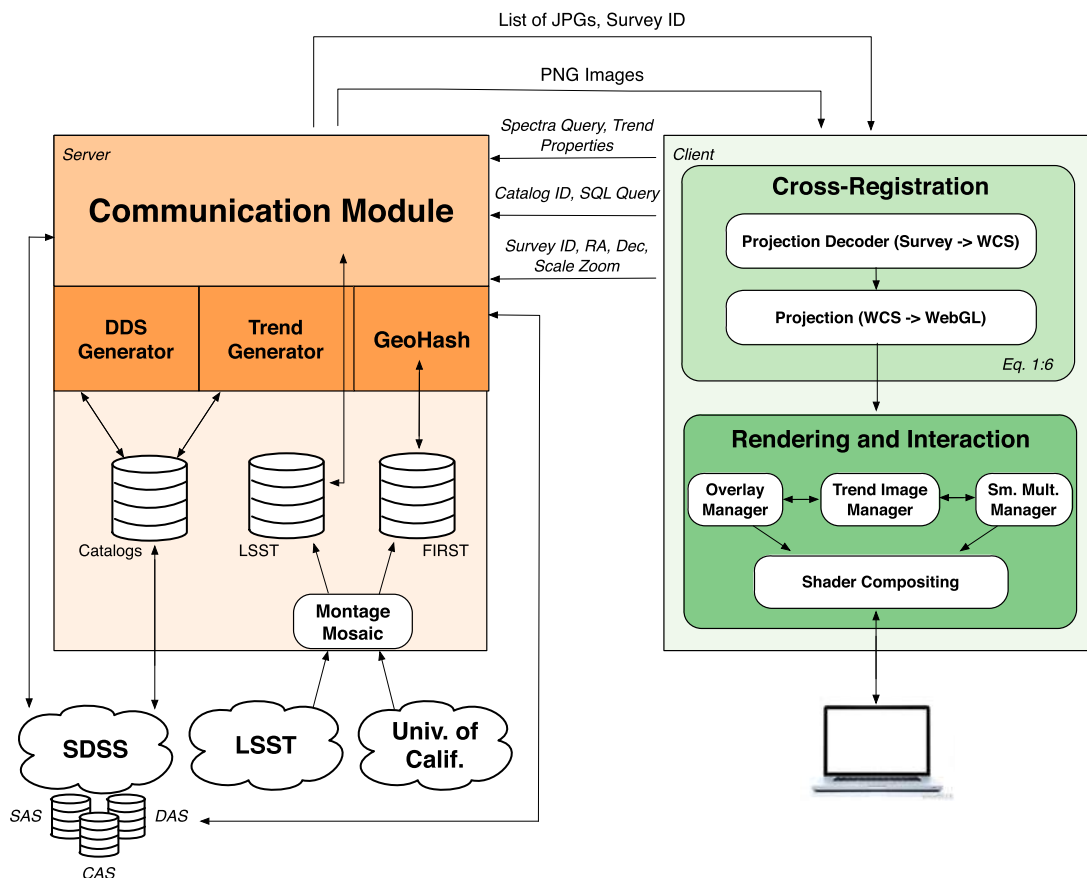 List of JPGs, Survey ID
PNG Images
Spectra Query, Trend
Properties
Catalog ID, SQL Query
Survey ID, RA, Dec,
Scale Zoom
Server
Communication Module
DDS
Generator
Trend
Generator
GeoHash
Catalogs
LSST
FIRST
Montage
Mosaic
SDSS
LSST
Univ. of
Calif.
SAS
DAS
CAS
Client
Cross-Registration
Projection Decoder (Survey -> WCS)
Projection (WCS -> WebGL)
Eq. 1:6
Rendering and Interaction
Overlay
Manager
Trend Image
Manager
Sm. Mult.
Manager
Shader Compositing